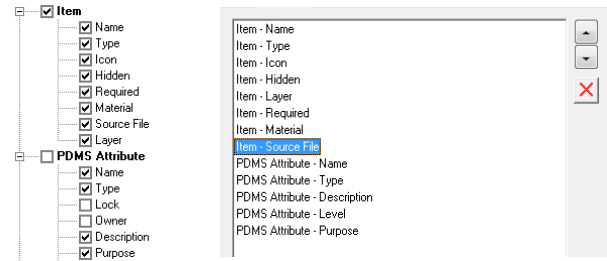 Item
Name
Type
Icon
Hidden
Required
Material
Source File
Layer
PDMS Attribute
Name
Type
Lock
Owner
Description
Purpose
Item - Name
Item - Type
Item - Icon
Item - Hidden
Item - Layer
Item - Required
Item - Material
Item - Source File
PDMS Attribute - Name
PDMS Attribute - Type
PDMS Attribute - Description
PDMS Attribute - Level
PDMS Attribute - Purpose